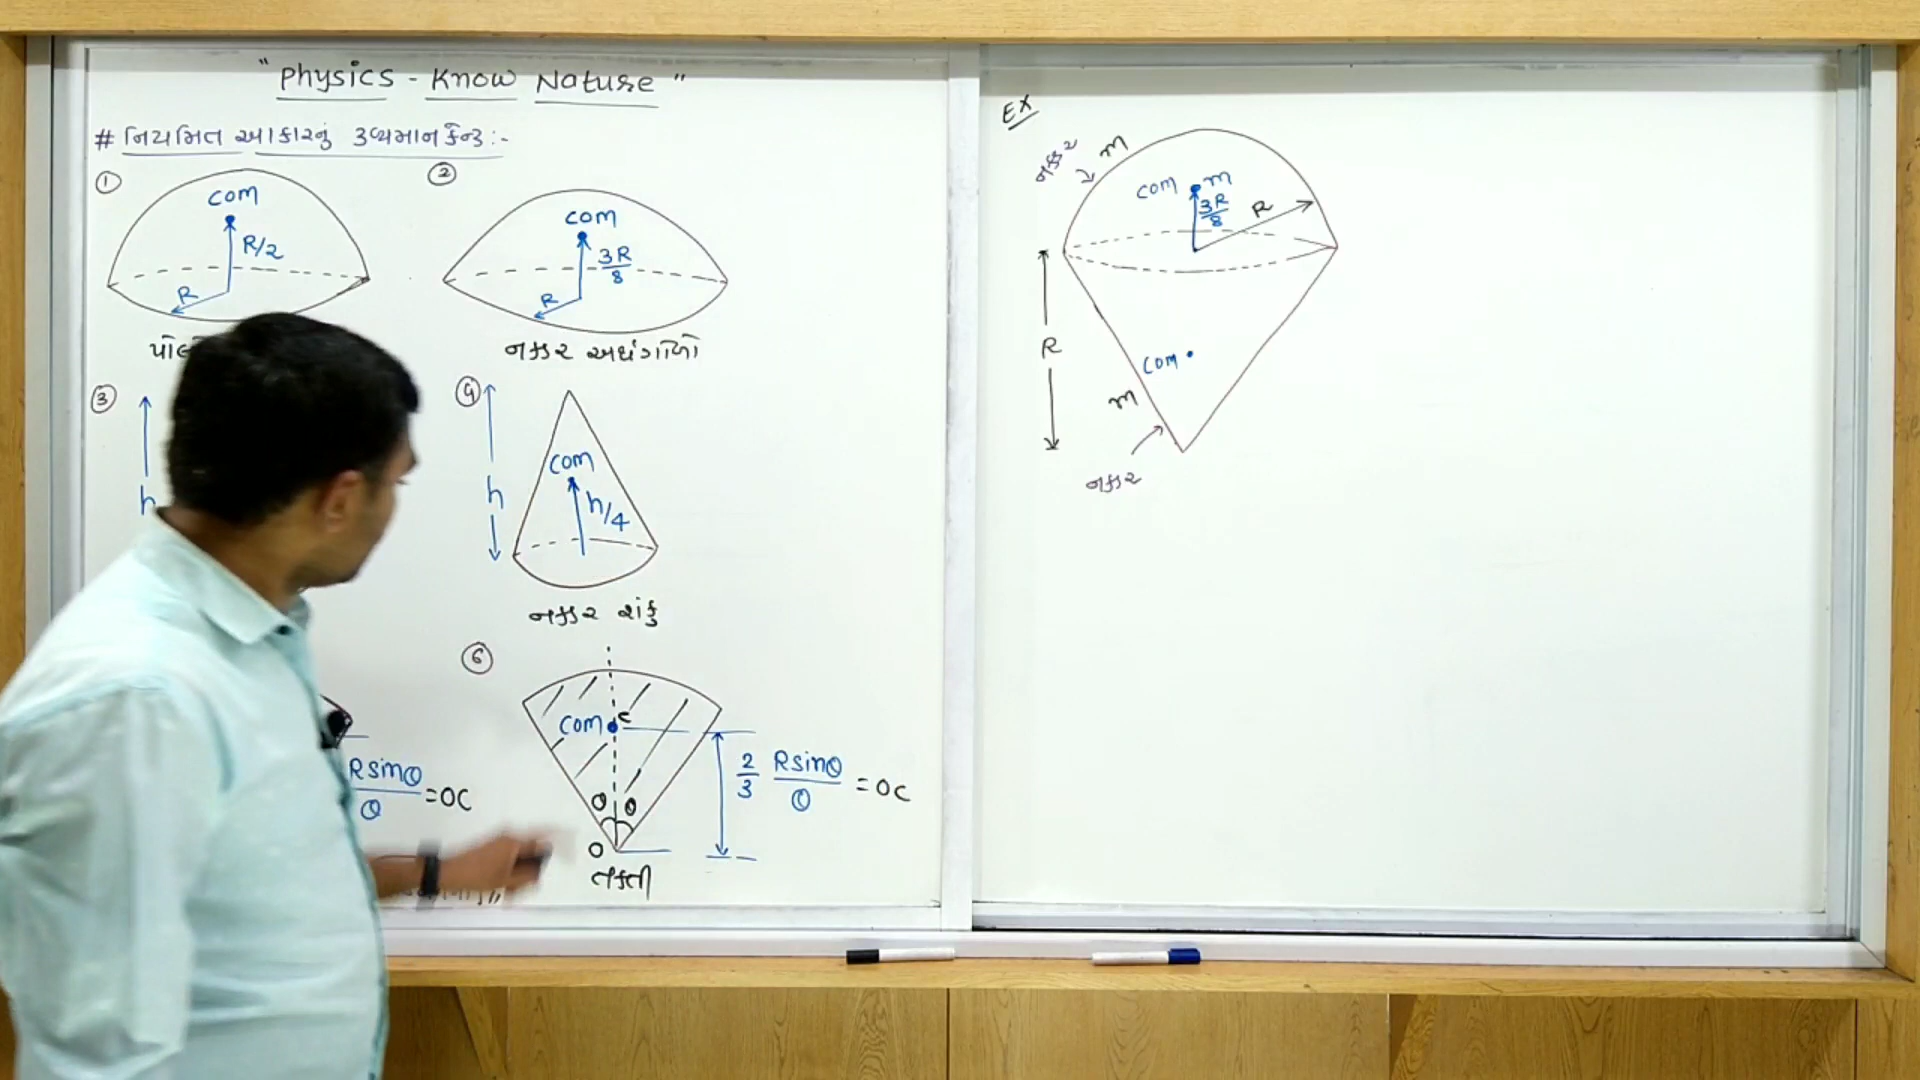 "Physics - Know Nature"
# નિયમિત આકારનું દ્રવ્યમાન કેન્દ્ર :-
①
com
R/2
R
②
com
3R/8
R
નક્કર અર્ધગોળો
③
h
④
h
com
h/4
નક્કર શંકુ
Rsinθ/θ = OC
⑥
com
C
θ θ
O
2/3 Rsinθ/θ = OC
તકતી
EX
નક્કર
m
com
m
3R/8
R
R
com
m
નક્કર